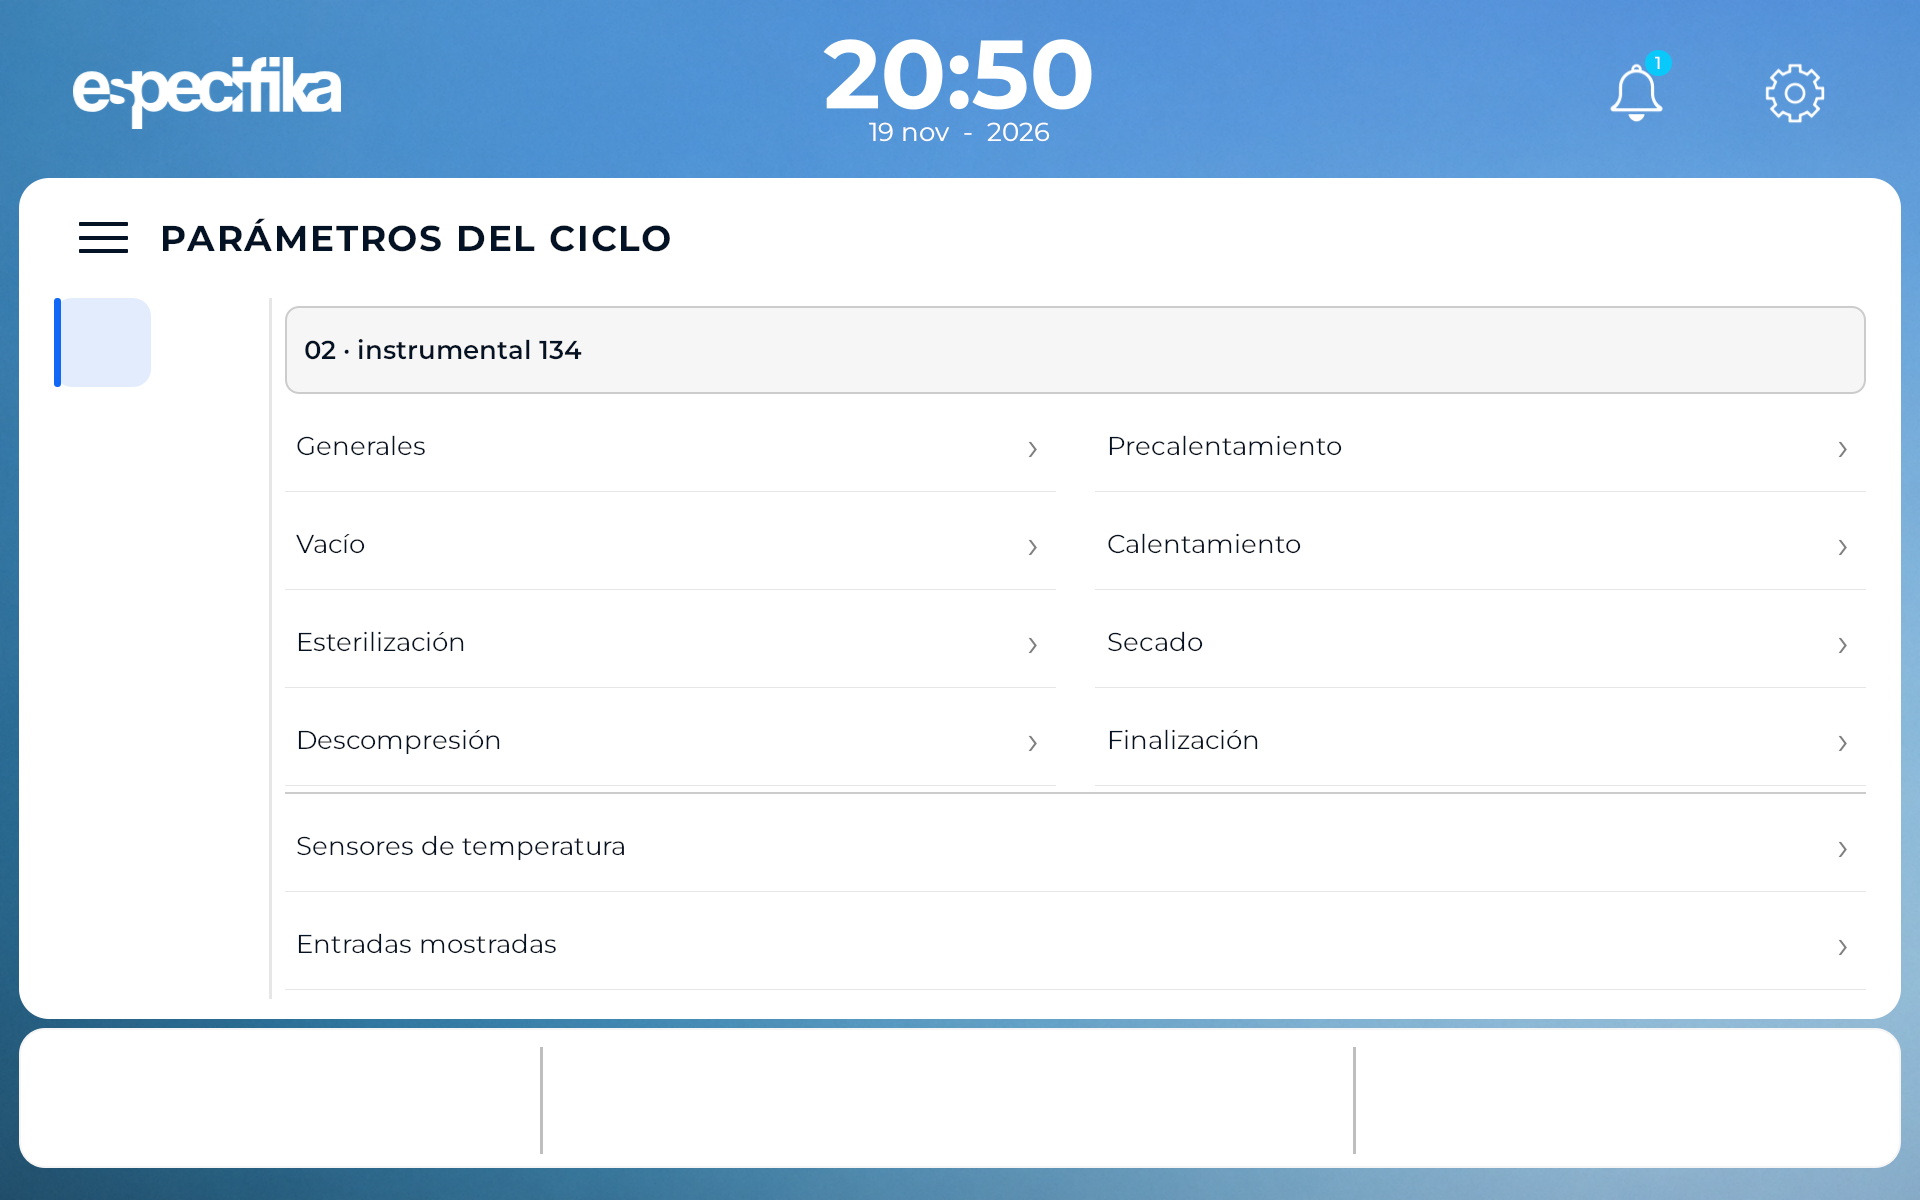 especifika
20:50
19 nov - 2026
1
PARÁMETROS DEL CICLO
02 · instrumental 134
Generales
Precalentamiento
Vacío
Calentamiento
Esterilización
Secado
Descompresión
Finalización
Sensores de temperatura
Entradas mostradas